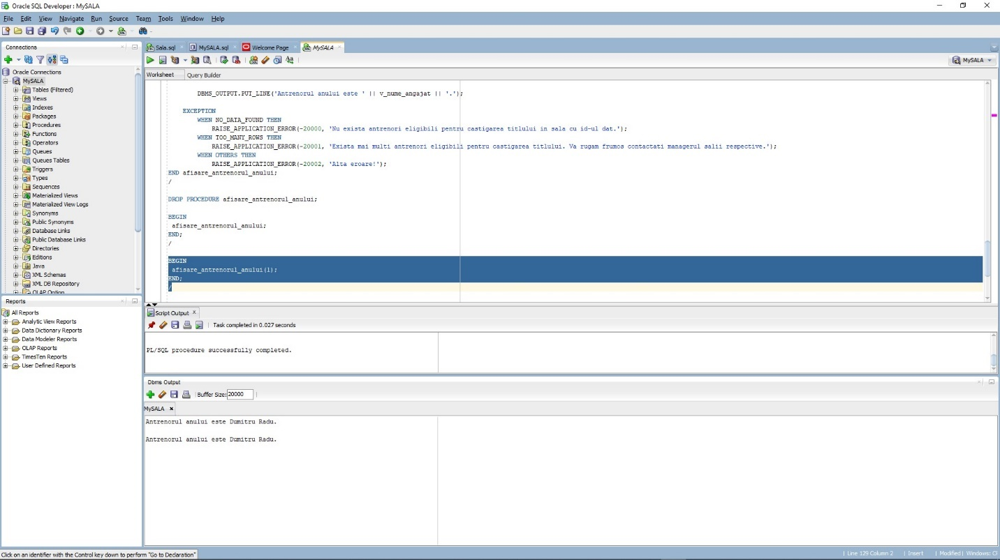 Oracle SQL Developer : MySALA
File Edit View Navigate Run Source Team Tools Window Help
Connections
Oracle Connections
MySALA
Tables (Filtered)
Views
Indexes
Packages
Procedures
Functions
Operators
Queues
Queues Tables
Triggers
Types
Sequences
Materialized Views
Materialized View Logs
Synonyms
Public Synonyms
Database Links
Public Database Links
Directories
Editions
Java
XML Schemas
XML DB Repository
OLAP Option
Reports
All Reports
Analytic View Reports
Data Dictionary Reports
Data Modeler Reports
OLAP Reports
TimesTen Reports
User Defined Reports
Sala.sql MySALA.sql Welcome Page MySALA
MySALA
Worksheet Query Builder
DBMS_OUTPUT.PUT_LINE('Antrenorul anului este ' || v_nume_angajat || '.');
EXCEPTION
WHEN NO_DATA_FOUND THEN
RAISE_APPLICATION_ERROR(-20000, 'Nu exista antrenori eligibili pentru castigarea titlului in sala cu id-ul dat.');
WHEN TOO_MANY_ROWS THEN
RAISE_APPLICATION_ERROR(-20001, 'Exista mai multi antrenori eligibili pentru castigarea titlului. Va rugam frumos contactati managerul salii respective.');
WHEN OTHERS THEN
RAISE_APPLICATION_ERROR(-20002, 'Alta eroare!');
END afisare_antrenorul_anului;
/
DROP PROCEDURE afisare_antrenorul_anului;
BEGIN
afisare_antrenorul_anului;
END;
/
BEGIN
afisare_antrenorul_anului(1);
END;
/
Script Output
Task completed in 0.027 seconds
PL/SQL procedure successfully completed.
Dbms Output
Buffer Size: 20000
MySALA
Antrenorul anului este Dumitru Radu.
Antrenorul anului este Dumitru Radu.
Click on an identifier with the Control key down to perform "Go to Declaration"
Line 129 Column 2 | Insert | Modified | Windows: Cl